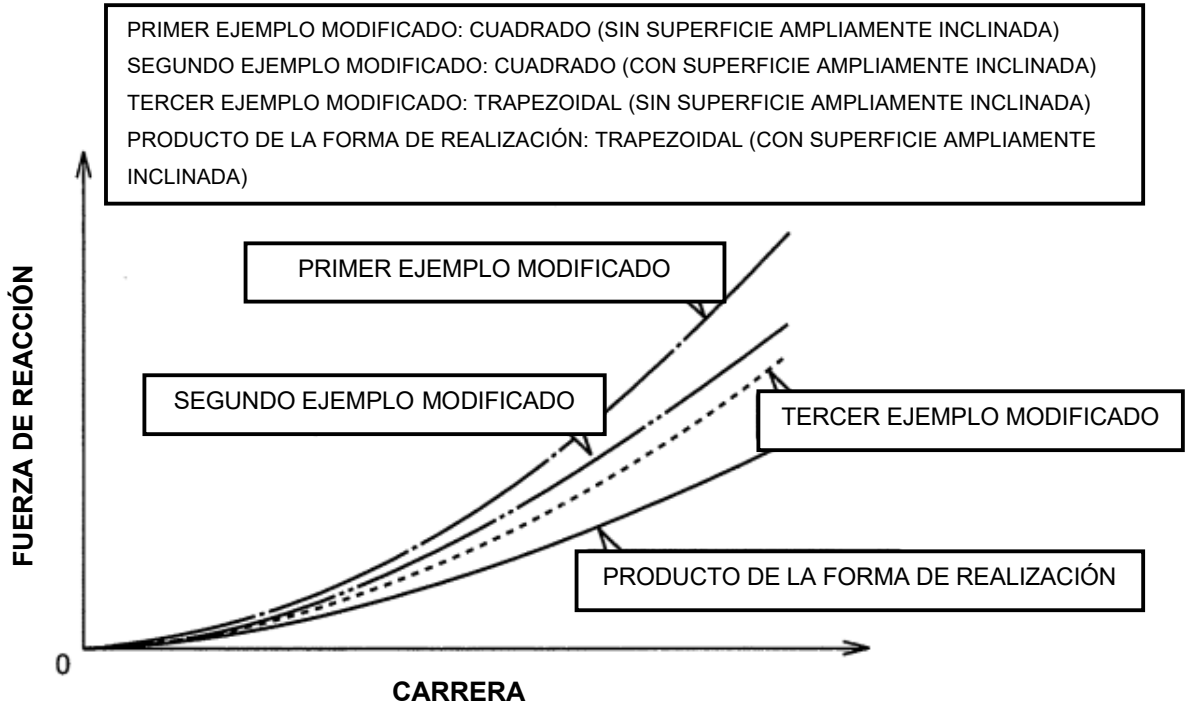 PRIMER EJEMPLO MODIFICADO: CUADRADO (SIN SUPERFICIE AMPLIAMENTE INCLINADA)
SEGUNDO EJEMPLO MODIFICADO: CUADRADO (CON SUPERFICIE AMPLIAMENTE INCLINADA)
TERCER EJEMPLO MODIFICADO: TRAPEZOIDAL (SIN SUPERFICIE AMPLIAMENTE INCLINADA)
PRODUCTO DE LA FORMA DE REALIZACIÓN: TRAPEZOIDAL (CON SUPERFICIE AMPLIAMENTE
INCLINADA)
PRIMER EJEMPLO MODIFICADO
SEGUNDO EJEMPLO MODIFICADO
TERCER EJEMPLO MODIFICADO
PRODUCTO DE LA FORMA DE REALIZACIÓN
FUERZA DE REACCIÓN
0
CARRERA